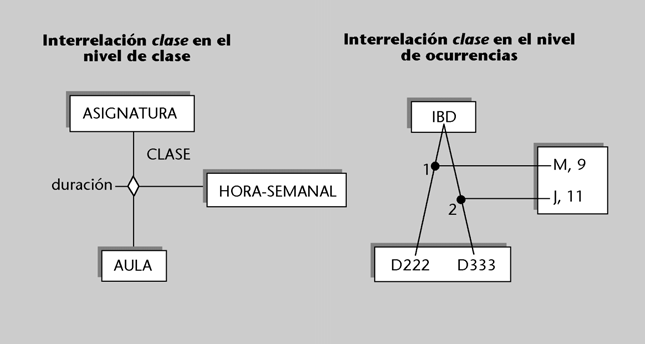 Interrelación clase en el
nivel de clase
ASIGNATURA
CLASE
duración
HORA-SEMANAL
AULA
Interrelación clase en el nivel
de ocurrencias
IBD
1
M, 9
2
J, 11
D222 D333